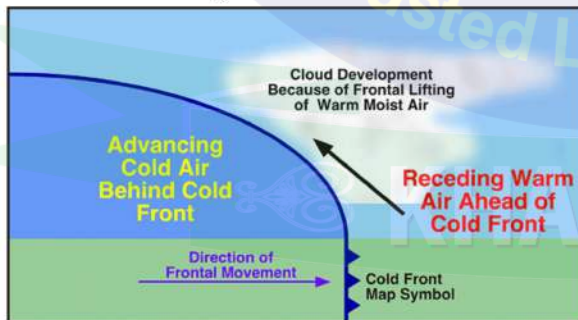 Cloud Development
Because of Frontal Lifting
of Warm Moist Air
Advancing
Cold Air
Behind Cold
Front
Receding Warm
Air Ahead of
Cold Front
Direction of
Frontal Movement
Cold Front
Map Symbol